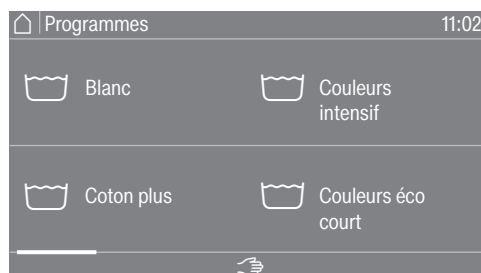 Programmes 11:02
Blanc
Couleurs
intensif
Coton plus
Couleurs éco
court